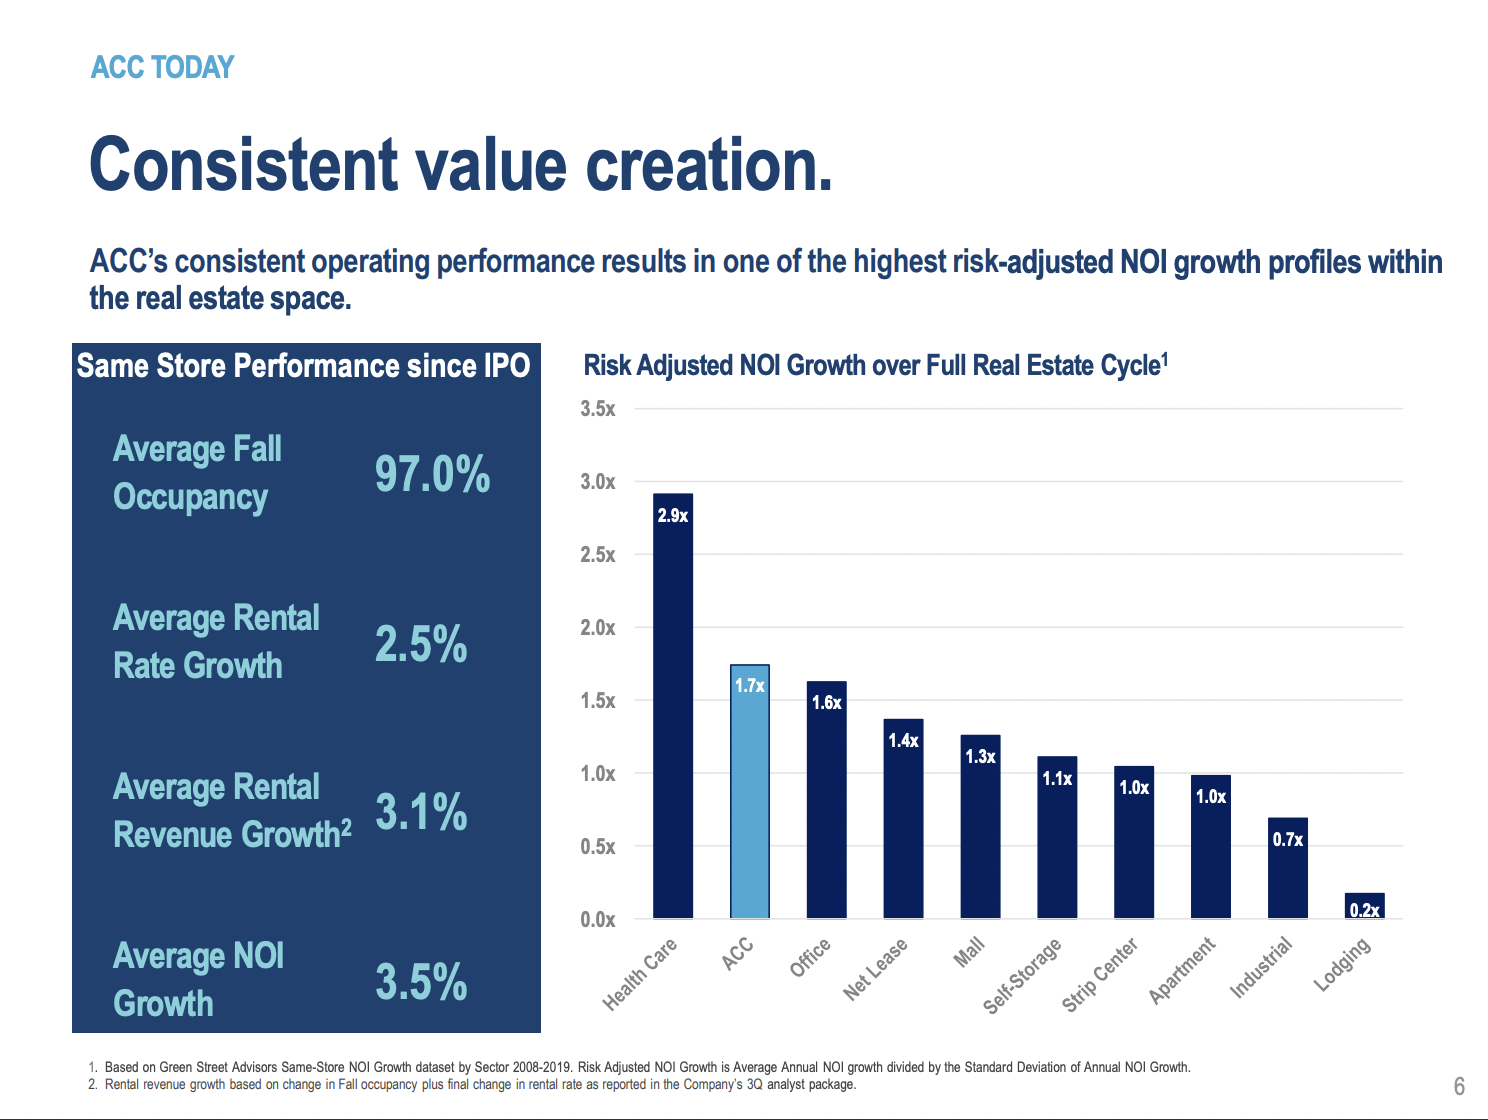 ACC TODAY
Consistent value creation.
ACC’s consistent operating performance results in one of the highest risk-adjusted NOI growth profiles within
the real estate space.
Same Store Performance since IPO
Average Fall
Occupancy
97.0%
Average Rental
Rate Growth
2.5%
Average Rental
Revenue Growth²
3.1%
Average NOI
Growth
3.5%
Risk Adjusted NOI Growth over Full Real Estate Cycle¹
3.5x
3.0x
2.5x
2.0x
1.5x
1.0x
0.5x
0.0x
2.9x
1.7x
1.6x
1.4x
1.3x
1.1x
1.0x
1.0x
0.7x
0.2x
Health Care
ACC
Office
Net Lease
Mall
Self-Storage
Strip Center
Apartment
Industrial
Lodging
1. Based on Green Street Advisors Same-Store NOI Growth dataset by Sector 2008-2019. Risk Adjusted NOI Growth is Average Annual NOI growth divided by the Standard Deviation of Annual NOI Growth.
2. Rental revenue growth based on change in Fall occupancy plus final change in rental rate as reported in the Company’s 3Q analyst package.
6